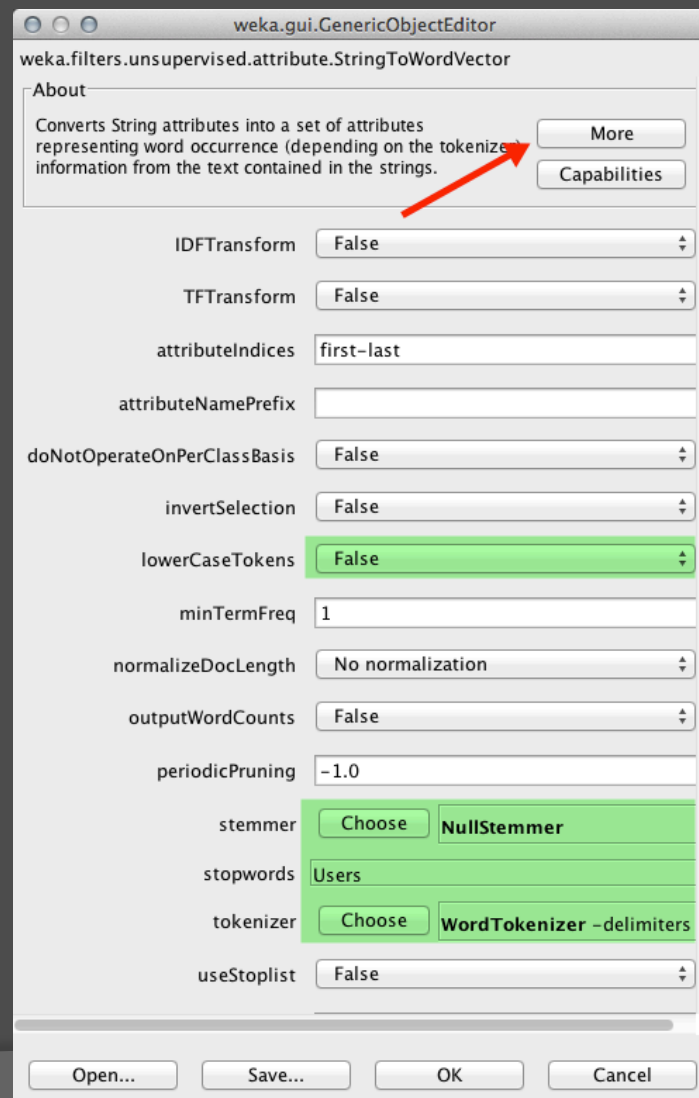 weka.gui.GenericObjectEditor
weka.filters.unsupervised.attribute.StringToWordVector
About
Converts String attributes into a set of attributes
representing word occurrence (depending on the tokenizer)
information from the text contained in the strings.
More
Capabilities
IDFTransform False
TFTransform False
attributeIndices first-last
attributeNamePrefix
doNotOperateOnPerClassBasis False
invertSelection False
lowerCaseTokens False
minTermFreq 1
normalizeDocLength No normalization
outputWordCounts False
periodicPruning -1.0
stemmer Choose NullStemmer
stopwords Users
tokenizer Choose WordTokenizer -delimiters
useStoplist False
Open... Save... OK Cancel